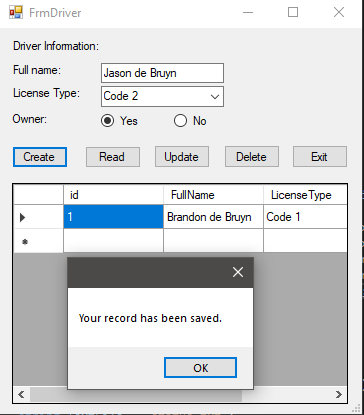 FrmDriver
Driver Information:
Full name: Jason de Bruyn
License Type: Code 2
Owner: Yes No
Create Read Update Delete Exit
id FullName LicenseType
1 Brandon de Bruyn Code 1
Your record has been saved.
OK